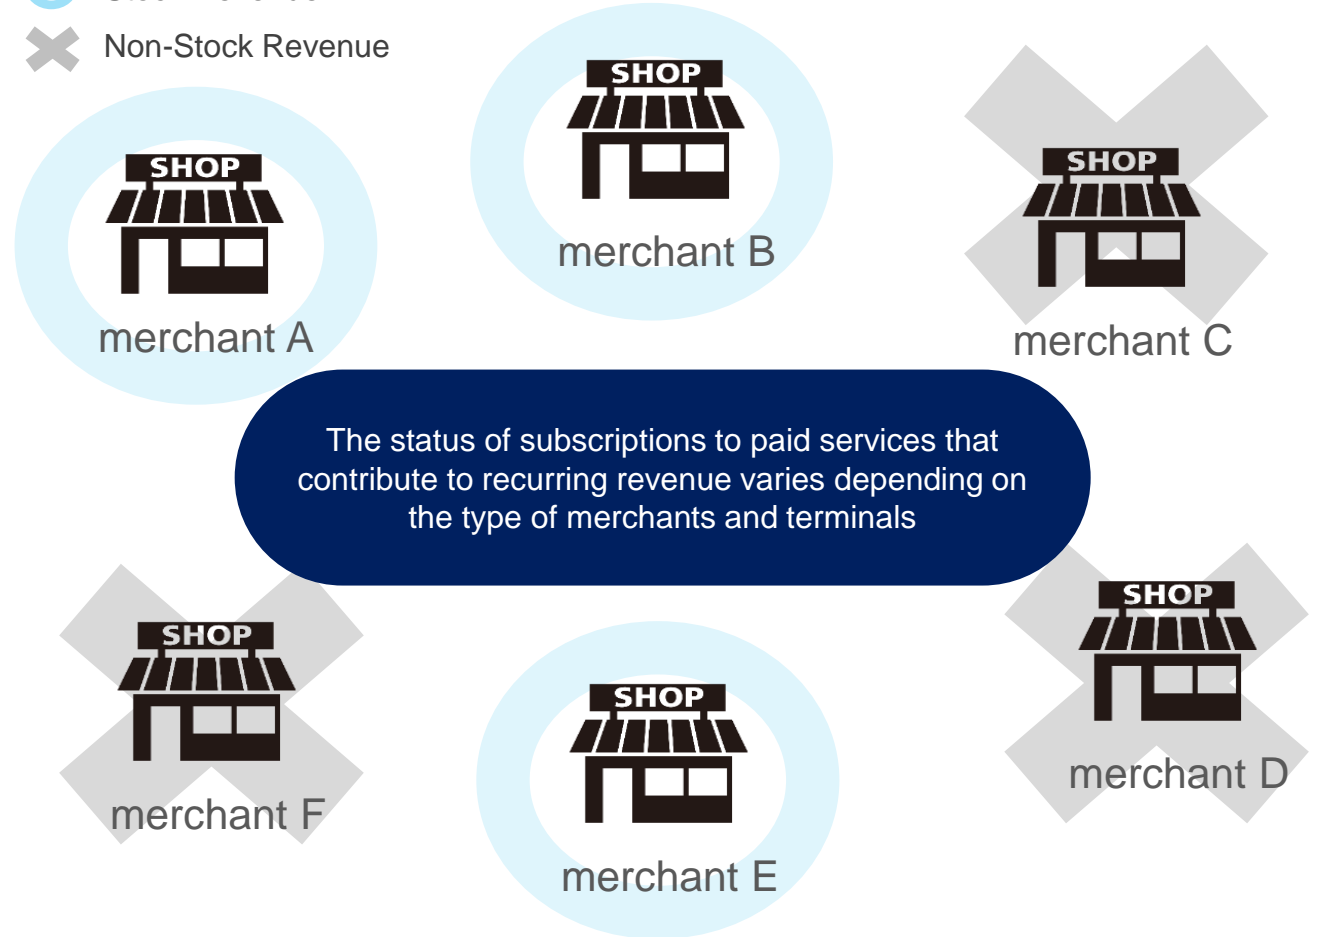 Non-Stock Revenue
SHOP
merchant A
SHOP
merchant B
SHOP
merchant C
The status of subscriptions to paid services that
contribute to recurring revenue varies depending on
the type of merchants and terminals
SHOP
merchant F
SHOP
merchant E
SHOP
merchant D